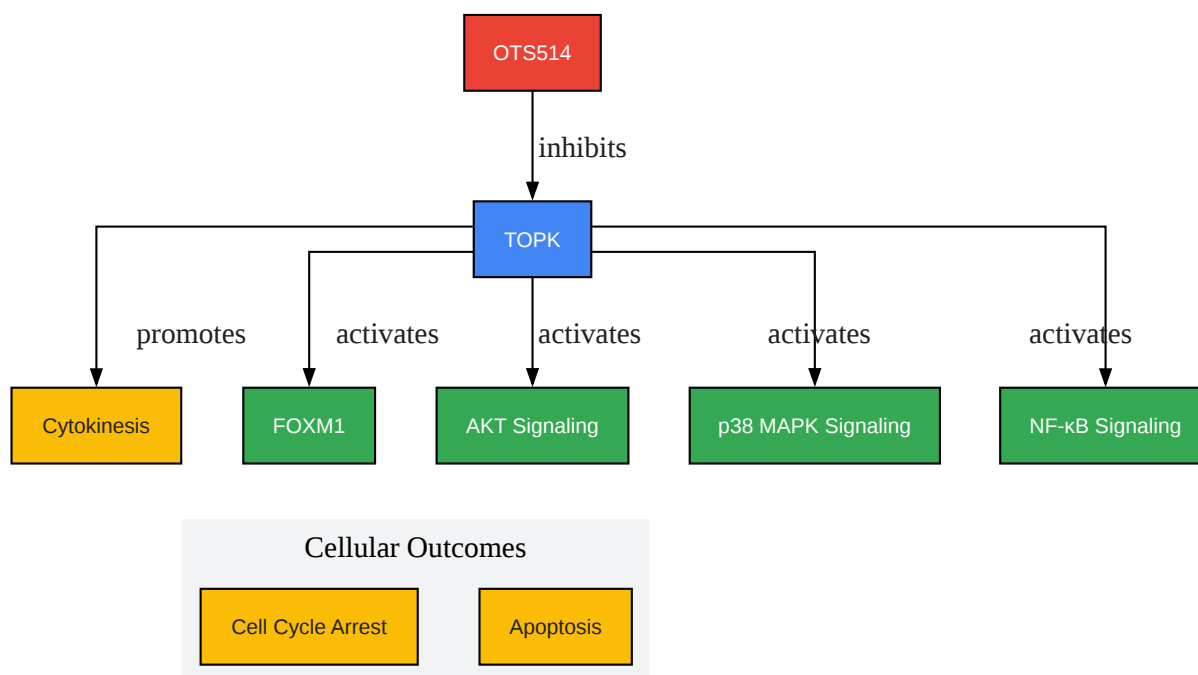 OTS514
inhibits
TOPK
promotes
activates
activates
activates
activates
Cytokinesis
FOXM1
AKT Signaling
p38 MAPK Signaling
NF-κB Signaling
Cellular Outcomes
Cell Cycle Arrest
Apoptosis